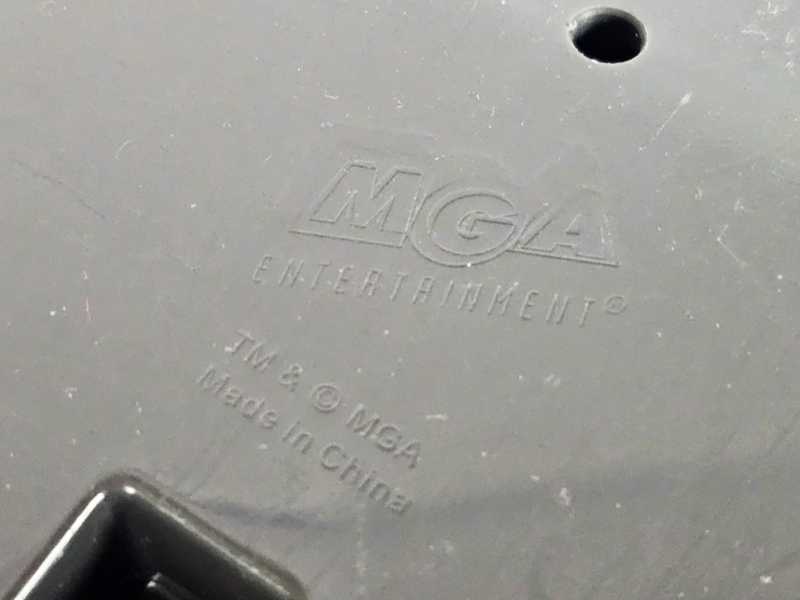 MGA
ENTERTAINMENT®
TM & © MGA
Made in China